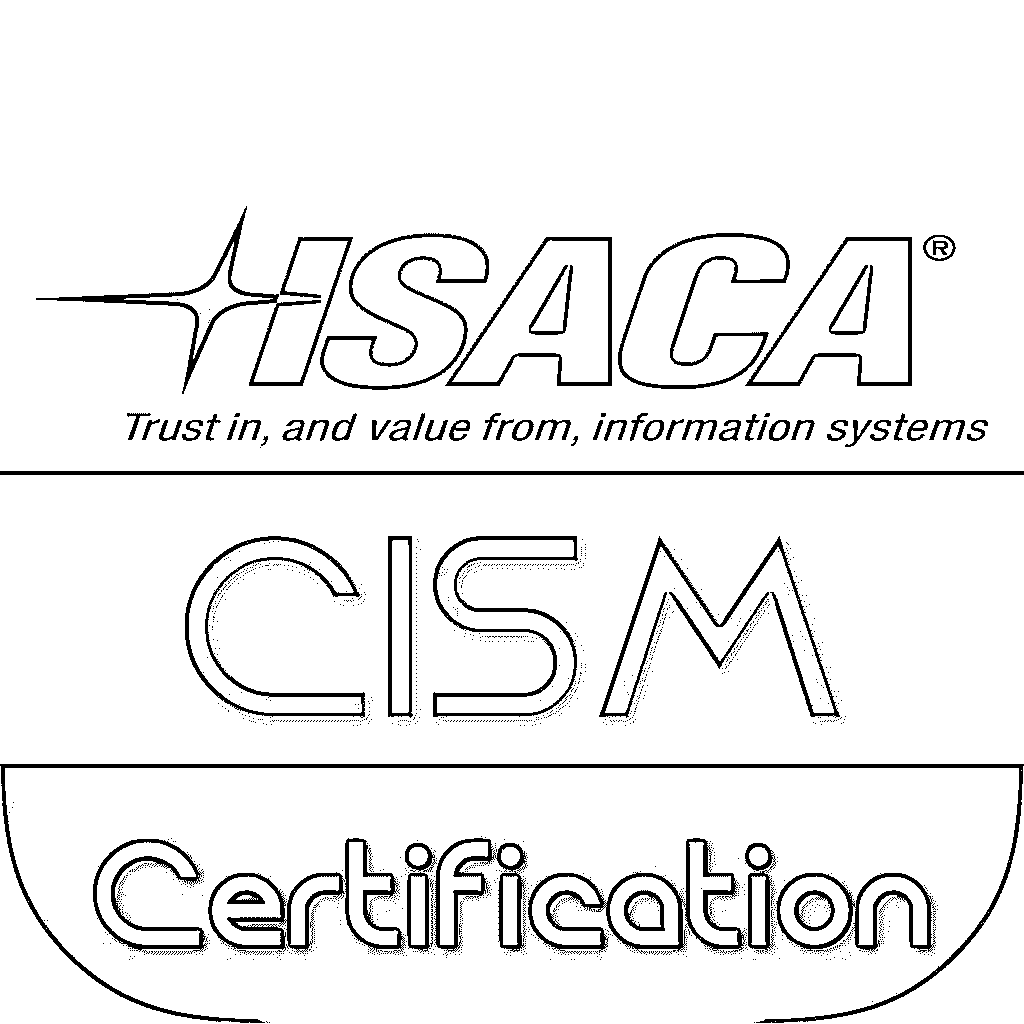 ISACA®
Trust in, and value from, information systems
CISM
Certification